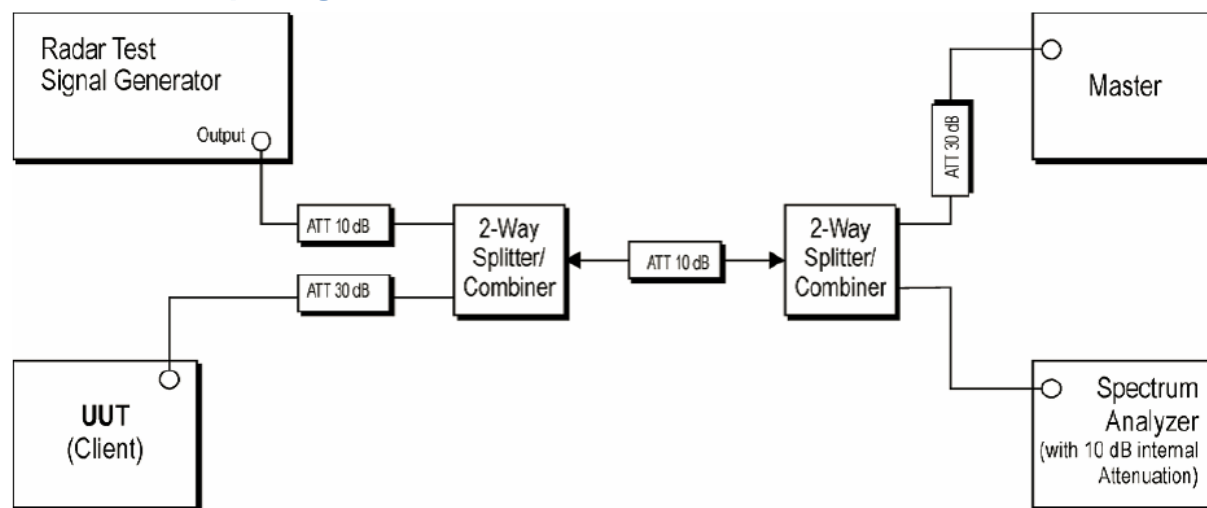 Radar Test
Signal Generator
Output
ATT 10 dB
ATT 30 dB
UUT
(Client)
2-Way
Splitter/
Combiner
ATT 10 dB
2-Way
Splitter/
Combiner
ATT 30 dB
Master
Spectrum
Analyzer
(with 10 dB internal
Attenuation)